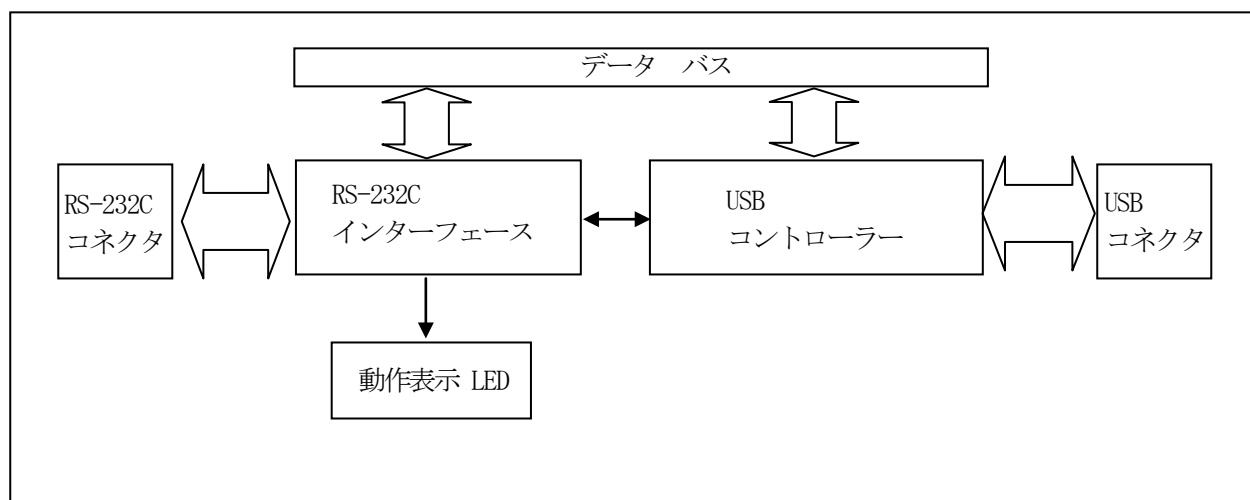 データ　バス
RS-232C
コネクタ
RS-232C
インターフェース
USB
コントローラー
USB
コネクタ
動作表示 LED